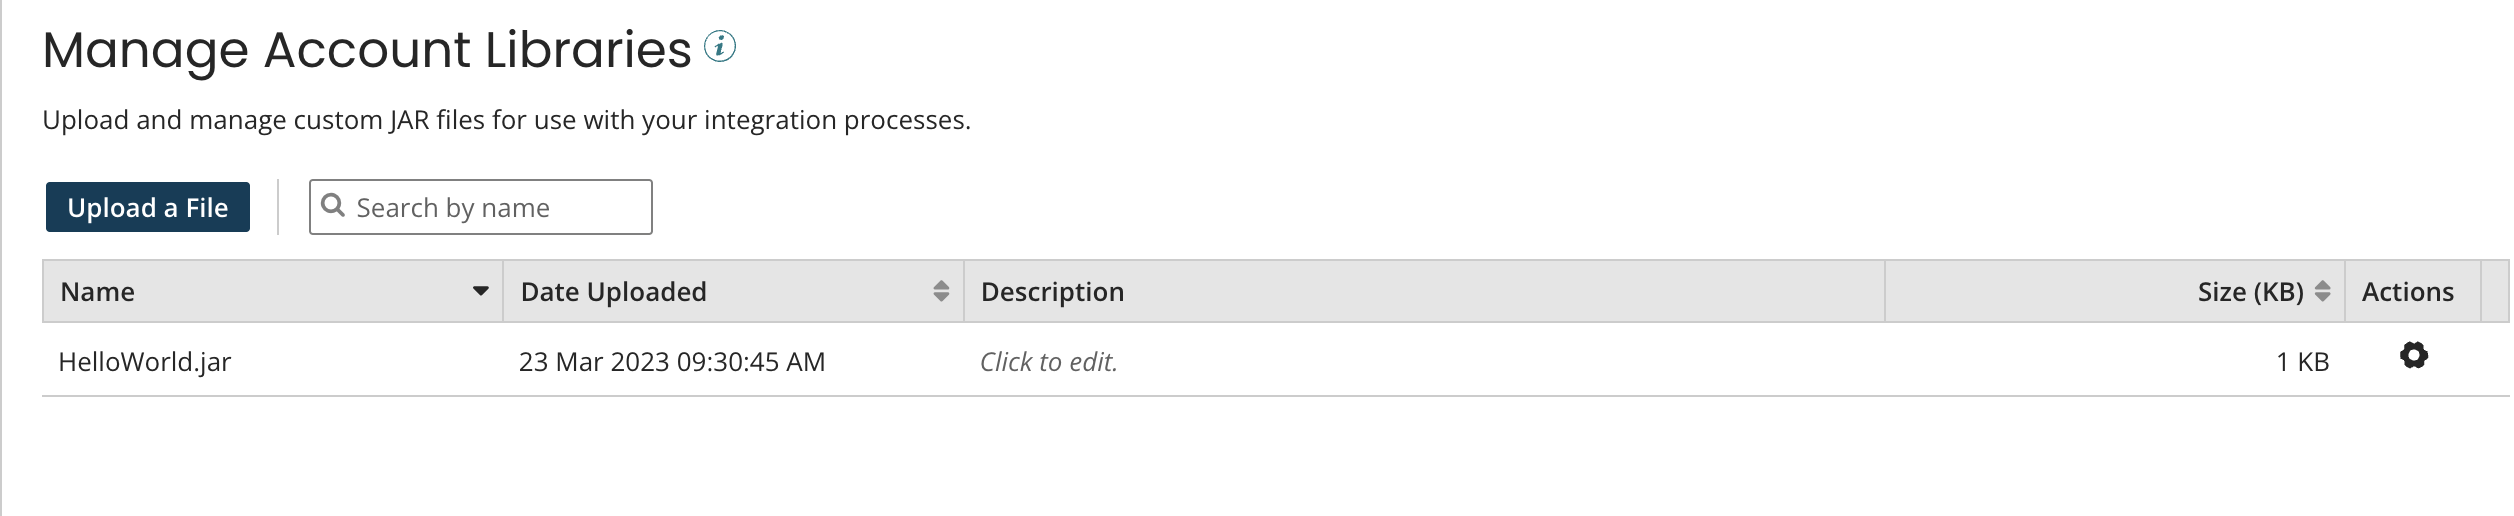 Manage Account Libraries i
Upload and manage custom JAR files for use with your integration processes.
Upload a File Search by name
Name Date Uploaded Description Size (KB) Actions
HelloWorld.jar 23 Mar 2023 09:30:45 AM Click to edit. 1 KB